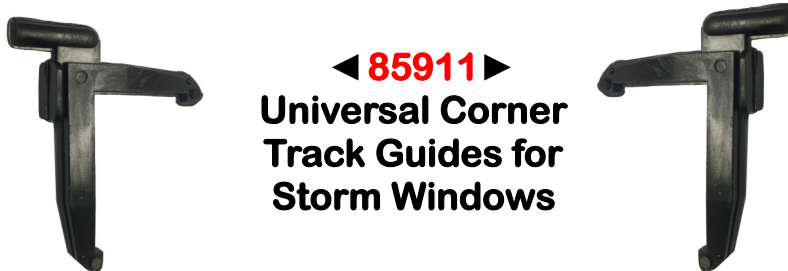 ◄85911►
Universal Corner
Track Guides for
Storm Windows